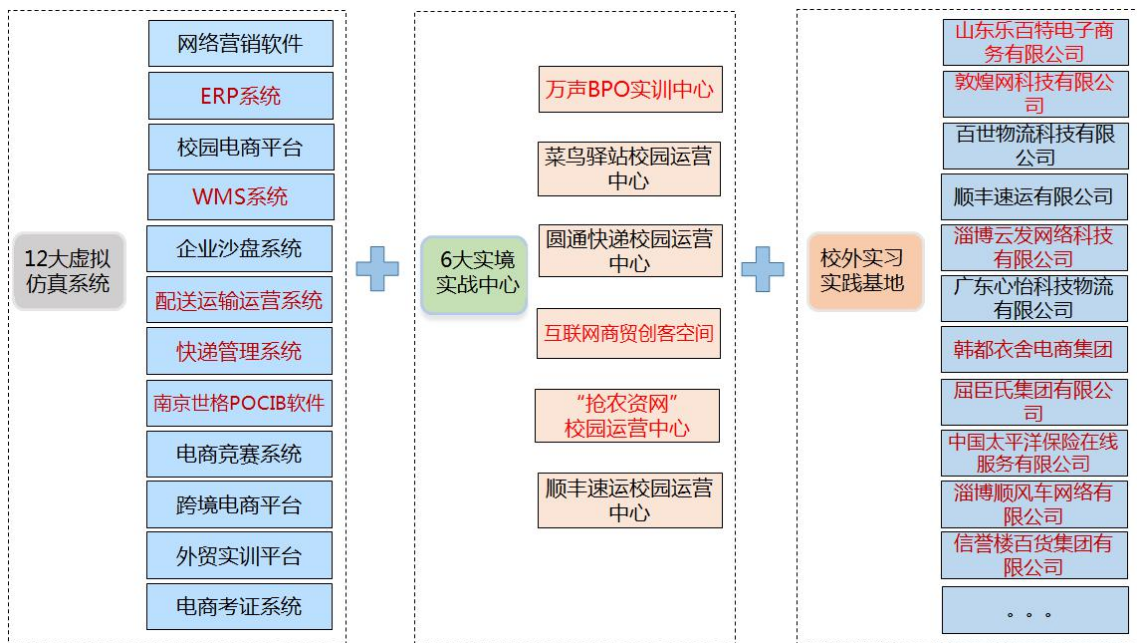 12大虚拟
仿真系统
网络营销软件
ERP系统
校园电商平台
WMS系统
企业沙盘系统
配送运输运营系统
快递管理系统
南京世格POCIB软件
电商竞赛系统
跨境电商平台
外贸实训平台
电商考证系统
6大实境
实战中心
万声BPO实训中心
菜鸟驿站校园运营
中心
圆通快递校园运营
中心
互联网商贸创客空间
“抢农资网”
校园运营中心
顺丰速运校园运营
中心
校外实习
实践基地
山东乐百特电子商
务有限公司
敦煌网科技有限公
司
百世物流科技有限
公司
顺丰速运有限公司
淄博云发网络科技
有限公司
广东心怡科技物流
有限公司
韩都衣舍电商集团
屈臣氏集团有限公
司
中国太平洋保险在线
服务有限公司
淄博顺风车网络有
限公司
信誉楼百货集团有
限公司
。。。